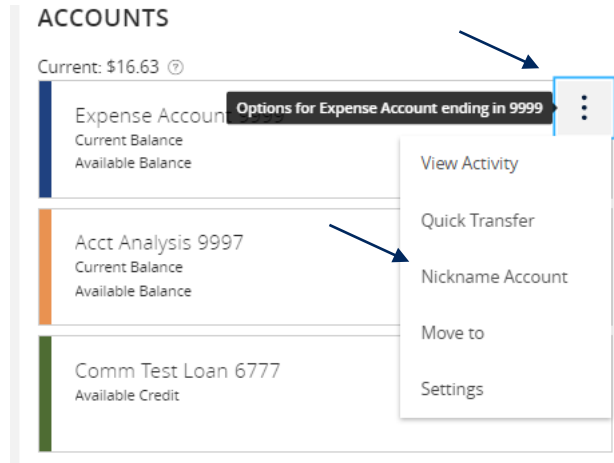 ACCOUNTS
Current: $16.63 ?
Expense Account 9999
Options for Expense Account ending in 9999
Current Balance
Available Balance
View Activity
Quick Transfer
Nickname Account
Move to
Settings
Acct Analysis 9997
Current Balance
Available Balance
Comm Test Loan 6777
Available Credit